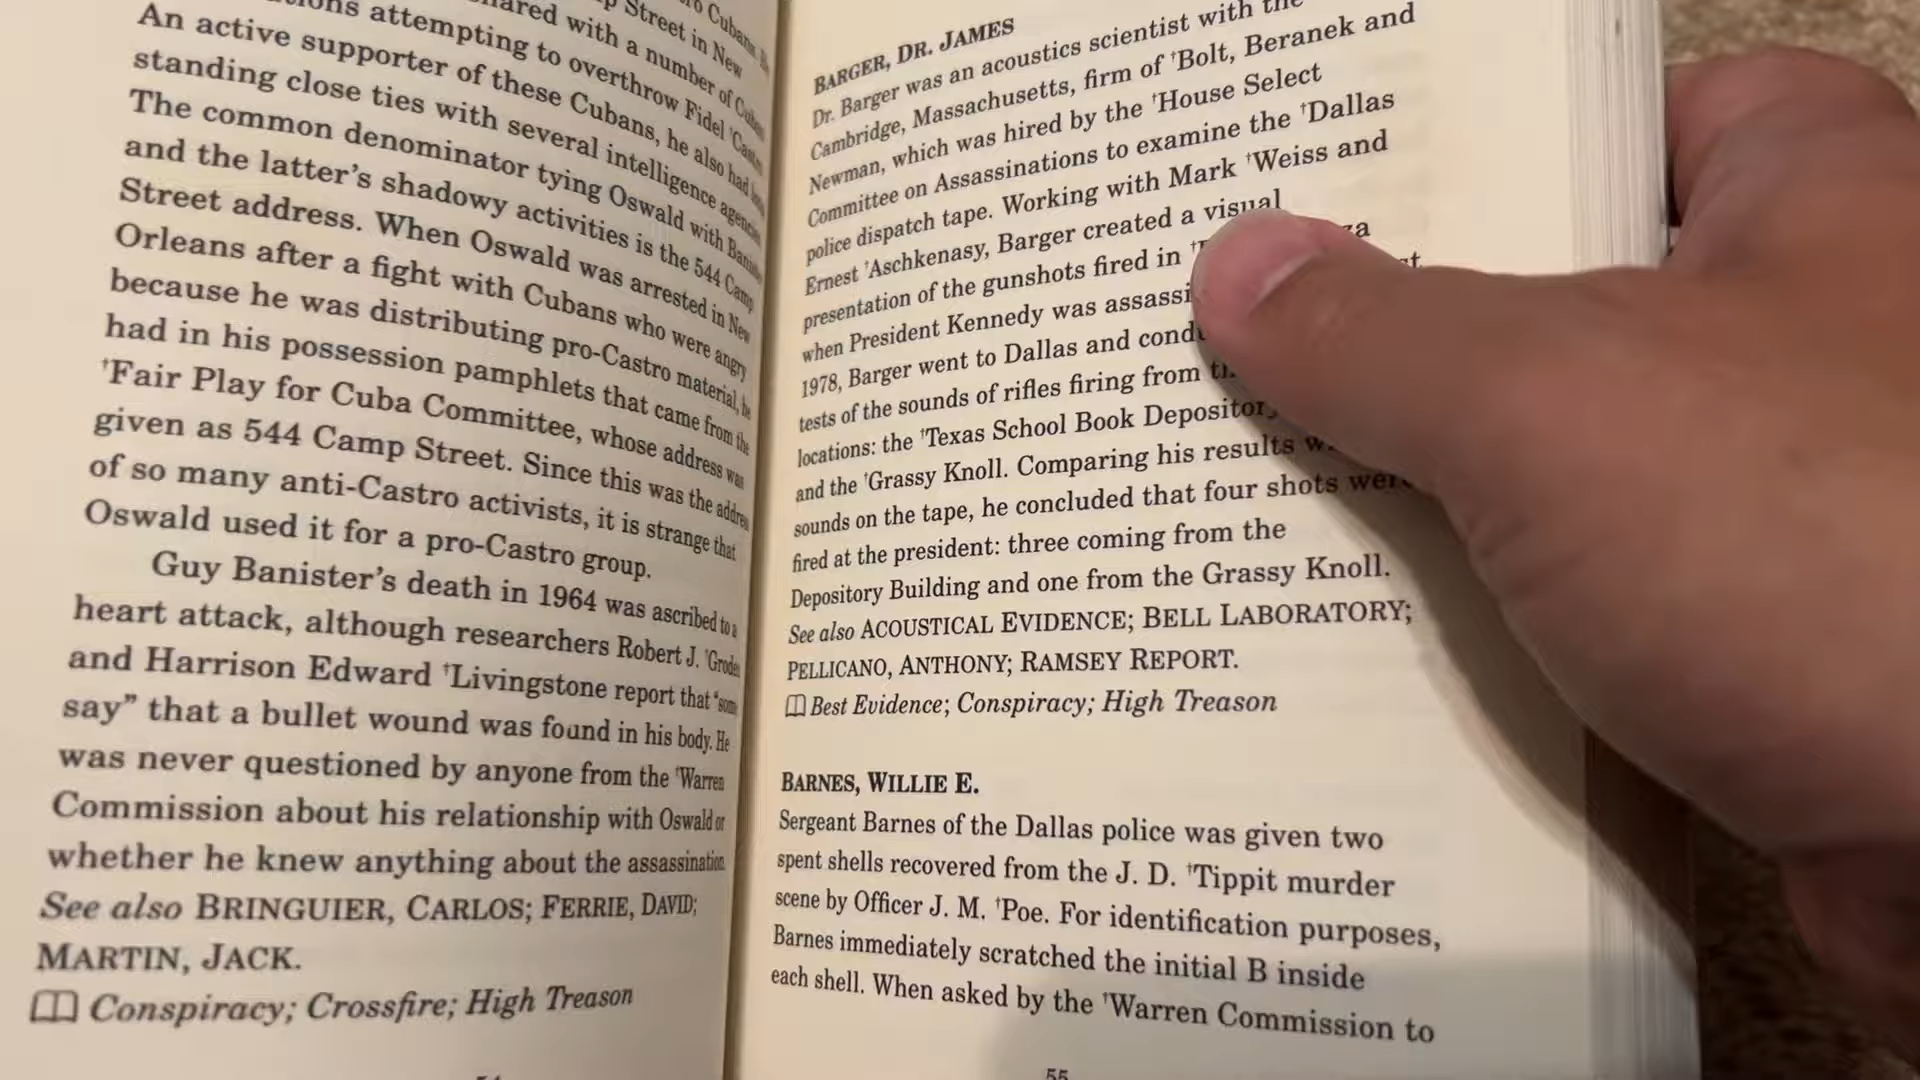 Street in New
shared with a number of
attempting to overthrow Fidel
An active supporter of these Cubans, he also had
standing close ties with several intelligence
The common denominator tying Oswald with
and the latter's shadowy activities is the 544 Camp
Street address. When Oswald was arrested in New
Orleans after a fight with Cubans who were angry
because he was distributing pro-Castro material, he
had in his possession pamphlets that came from the
†Fair Play for Cuba Committee, whose address was
given as 544 Camp Street. Since this was the
of so many anti-Castro activists, it is strange that
Oswald used it for a pro-Castro group.
Guy Banister's death in 1964 was ascribed to a
heart attack, although researchers Robert J.
and Harrison Edward †Livingstone report that "some
say" that a bullet wound was found in his body. He
was never questioned by anyone from the †Warren
Commission about his relationship with Oswald or
whether he knew anything about the assassination.
See also BRINGUIER, CARLOS; FERRIE, DAVID;
MARTIN, JACK.
Conspiracy; Crossfire; High Treason
BARGER, DR. JAMES
Dr. Barger was an acoustics scientist with the
Cambridge, Massachusetts, firm of †Bolt, Beranek and
Newman, which was hired by the †House Select
Committee on Assassinations to examine the †Dallas
police dispatch tape. Working with Mark †Weiss and
Ernest †Aschkenasy, Barger created a visual
presentation of the gunshots fired in
when President Kennedy was
1978, Barger went to Dallas and
tests of the sounds of rifles firing from
locations: the †Texas School Book Depository
and the †Grassy Knoll. Comparing his results
sounds on the tape, he concluded that four shots were
fired at the president: three coming from the
Depository Building and one from the Grassy Knoll.
See also ACOUSTICAL EVIDENCE; BELL LABORATORY;
PELLICANO, ANTHONY; RAMSEY REPORT.
Best Evidence; Conspiracy; High Treason
BARNES, WILLIE E.
Sergeant Barnes of the Dallas police was given two
spent shells recovered from the J. D. †Tippit murder
scene by Officer J. M. †Poe. For identification purposes,
Barnes immediately scratched the initial B inside
each shell. When asked by the †Warren Commission to
55